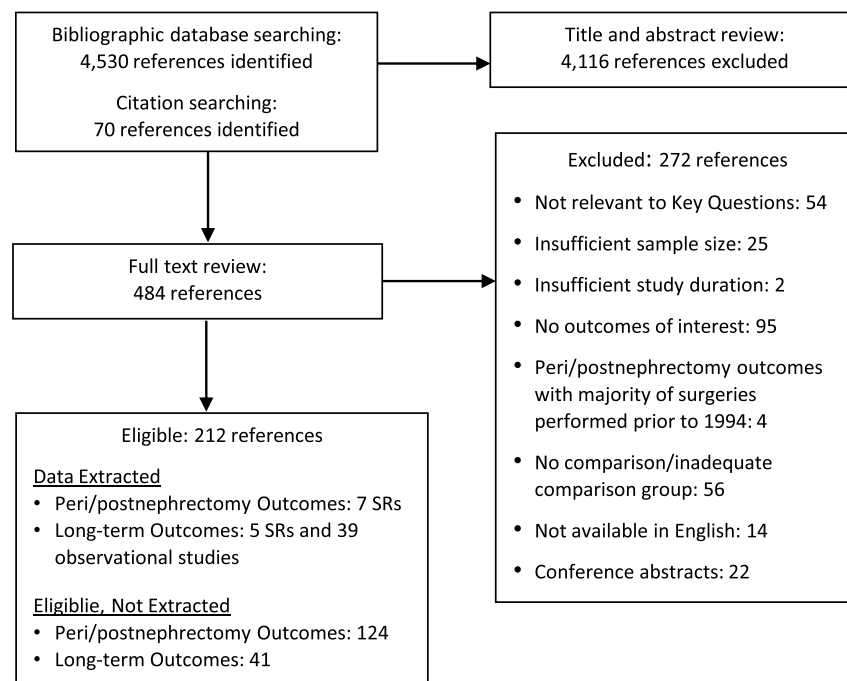 Bibliographic database searching:
4,530 references identified
Citation searching:
70 references identified
Title and abstract review:
4,116 references excluded
Full text review:
484 references
Excluded: 272 references
• Not relevant to Key Questions: 54
• Insufficient sample size: 25
• Insufficient study duration: 2
• No outcomes of interest: 95
• Peri/postnephrectomy outcomes
with majority of surgeries
performed prior to 1994: 4
• No comparison/inadequate
comparison group: 56
• Not available in English: 14
• Conference abstracts: 22
Eligible: 212 references
Data Extracted
• Peri/postnephrectomy Outcomes: 7 SRs
• Long-term Outcomes: 5 SRs and 39
observational studies
Eligiblie, Not Extracted
• Peri/postnephrectomy Outcomes: 124
• Long-term Outcomes: 41